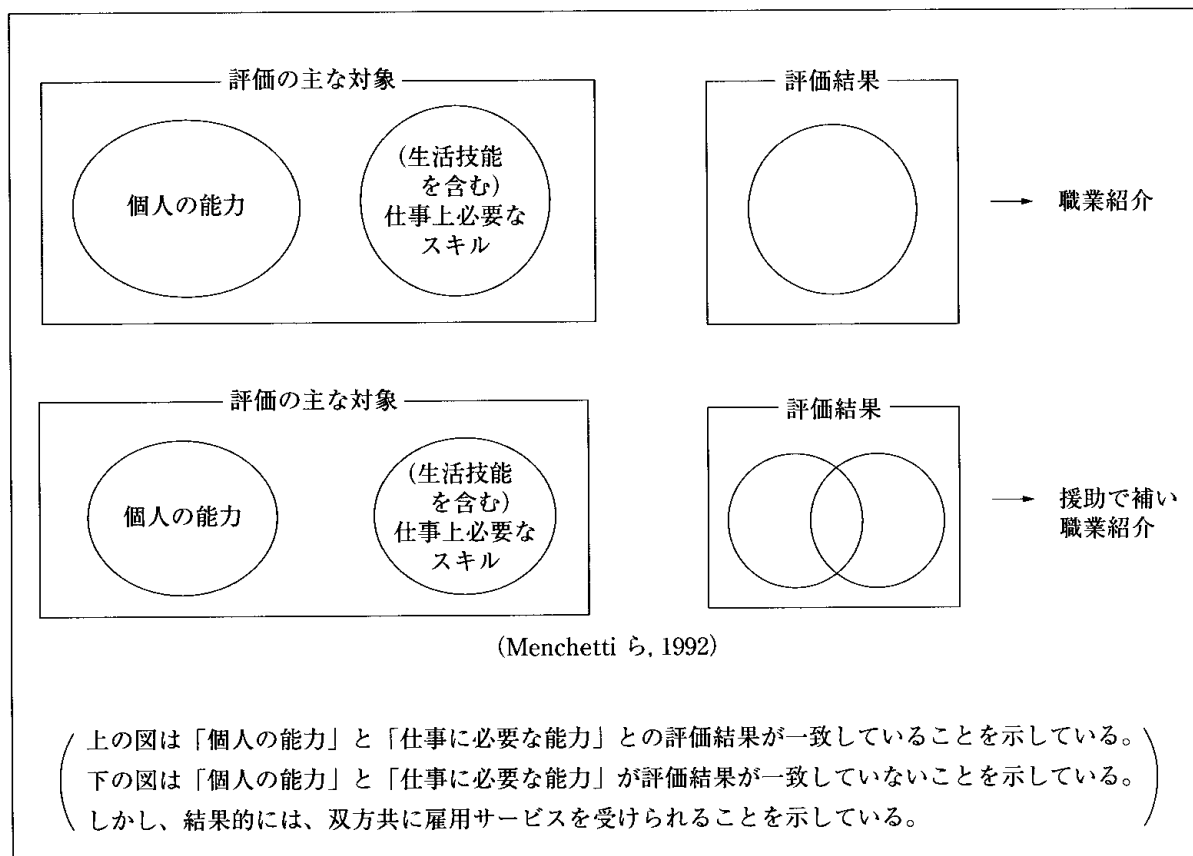 評価の主な対象
評価結果
個人の能力
(生活技能
を含む)
仕事上必要な
スキル
→ 職業紹介
評価の主な対象
評価結果
個人の能力
(生活技能
を含む)
仕事上必要な
スキル
→ 援助で補い
職業紹介
(Menchetti ら, 1992)
上の図は「個人の能力」と「仕事に必要な能力」との評価結果が一致していることを示している。
下の図は「個人の能力」と「仕事に必要な能力」が評価結果が一致していないことを示している。
しかし、結果的には、双方共に雇用サービスを受けられることを示している。